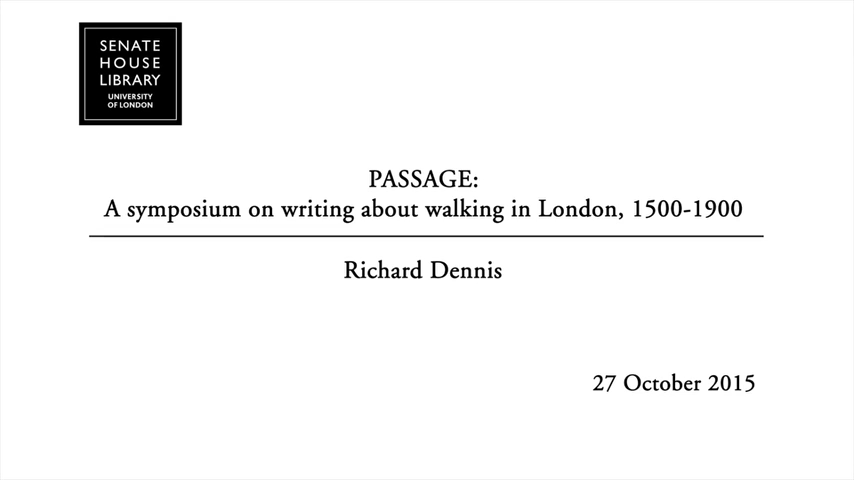 SENATE
HOUSE
LIBRARY
UNIVERSITY
OF LONDON
PASSAGE:
A symposium on writing about walking in London, 1500-1900
Richard Dennis
27 October 2015